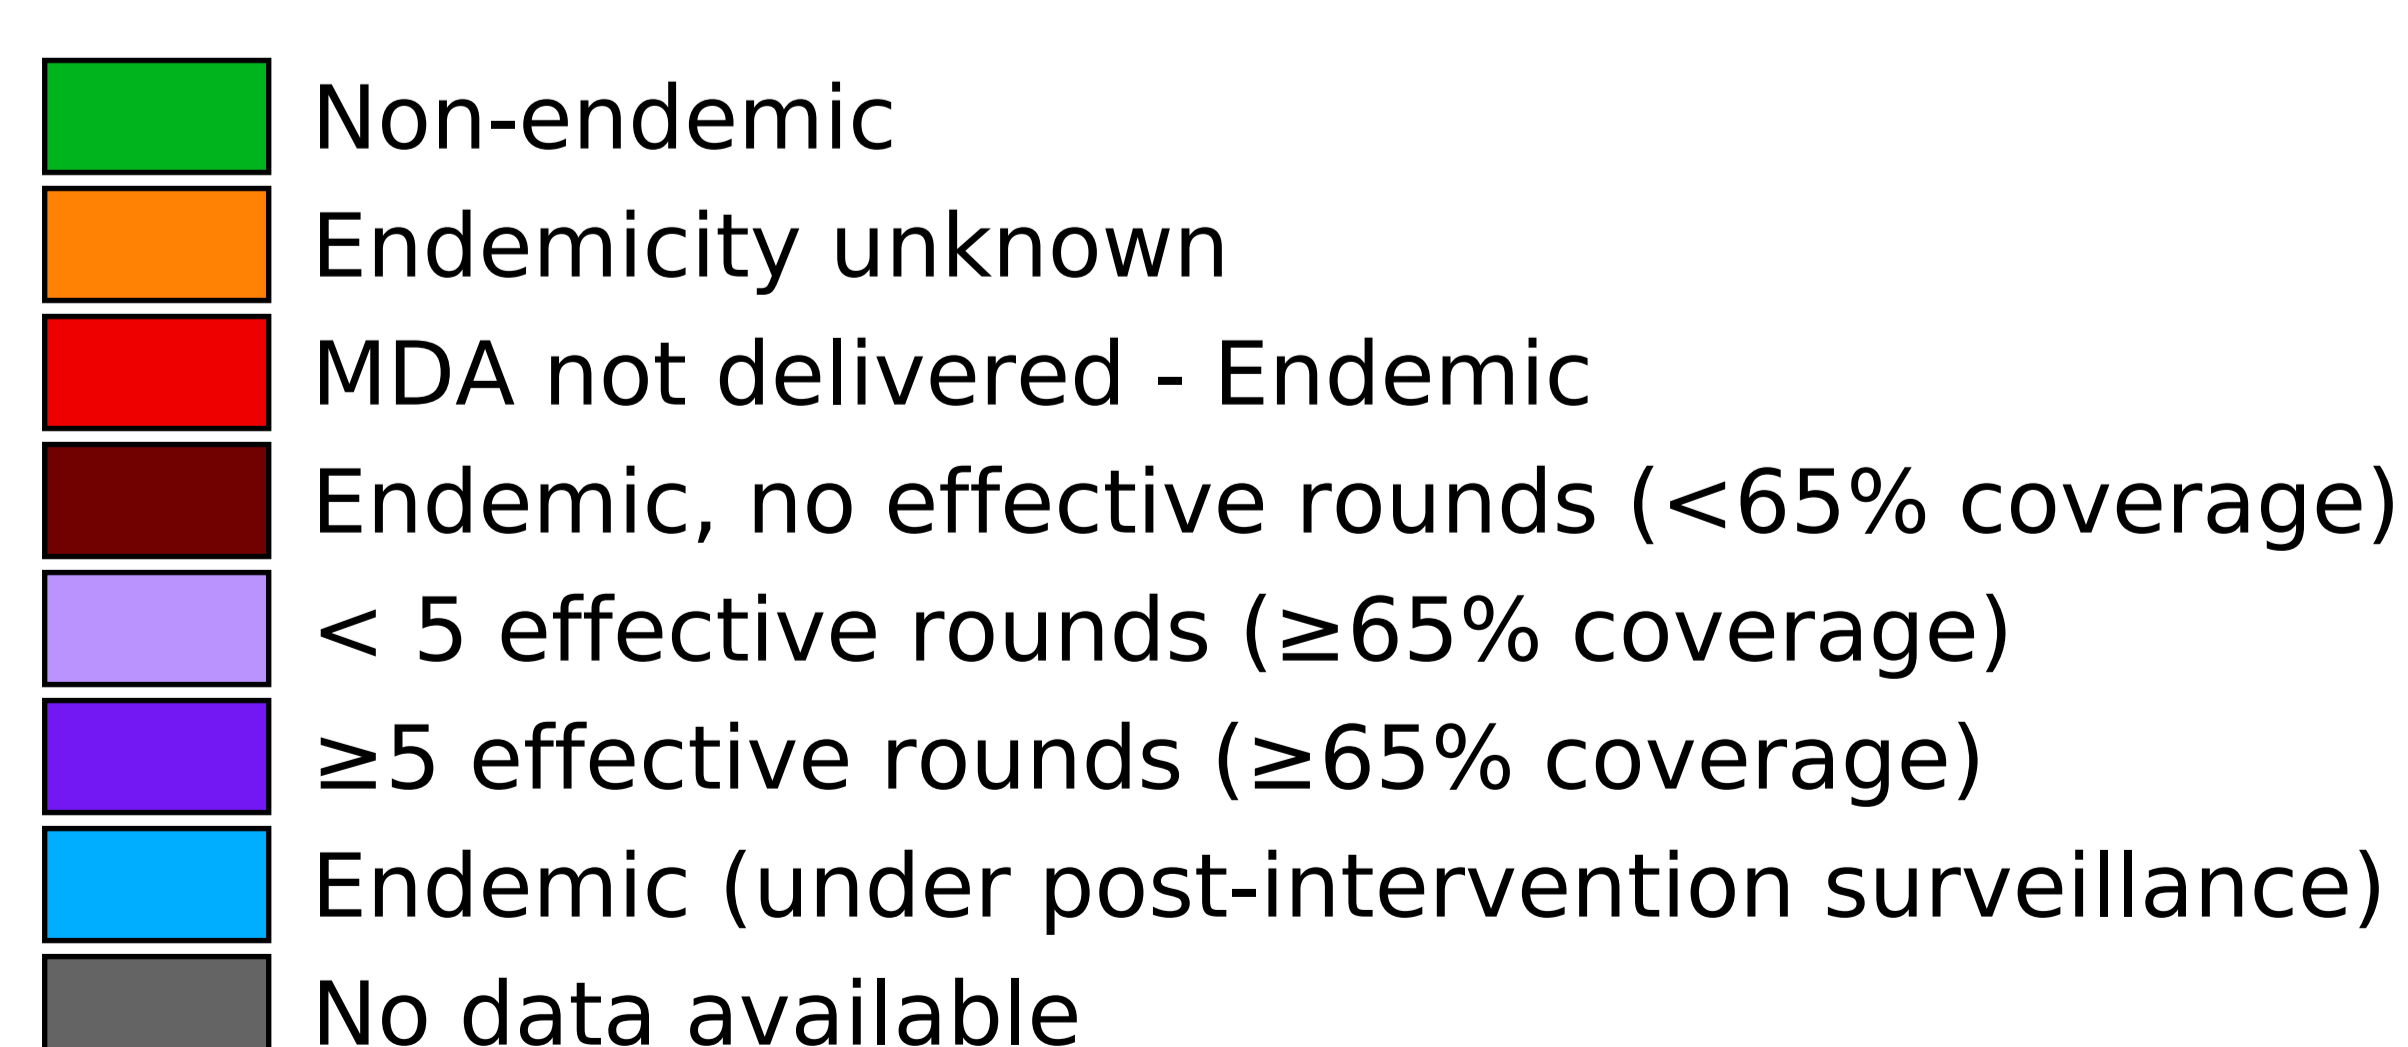 Non-endemic
Endemicity unknown
MDA not delivered - Endemic
Endemic, no effective rounds (<65% coverage)
< 5 effective rounds (≥65% coverage)
≥5 effective rounds (≥65% coverage)
Endemic (under post-intervention surveillance)
No data available